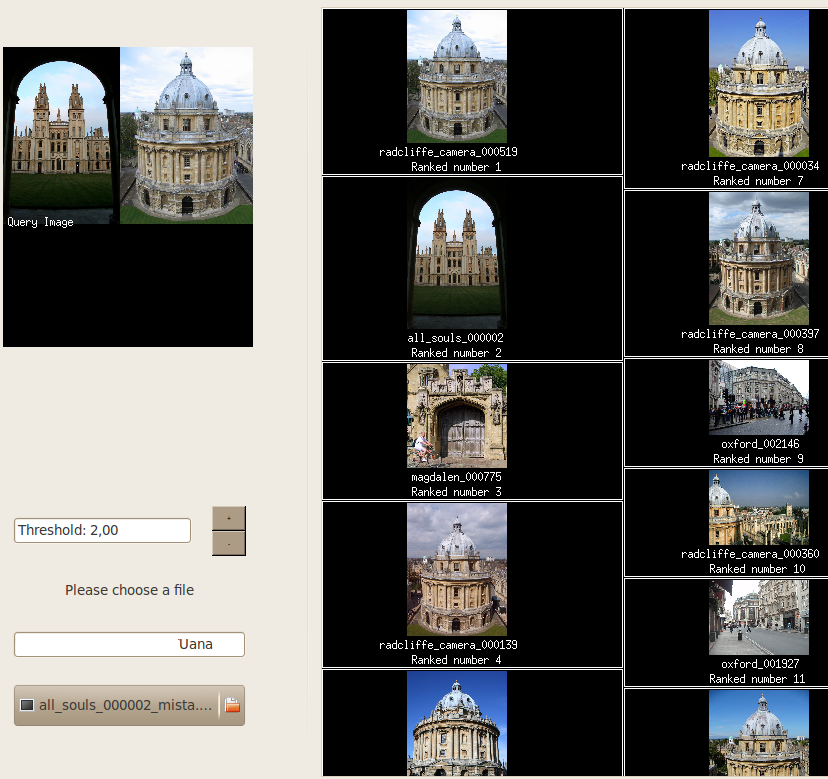 Query Image
Threshold: 2,00
+
-
Please choose a file
Uana
all_souls_000002_mista....
radcliffe_camera_000519
Ranked number 1
all_souls_000002
Ranked number 2
magdalen_000775
Ranked number 3
radcliffe_camera_000139
Ranked number 4
radcliffe_camera_000034
Ranked number 7
radcliffe_camera_000397
Ranked number 8
oxford_002146
Ranked number 9
radcliffe_camera_000360
Ranked number 10
oxford_001927
Ranked number 11